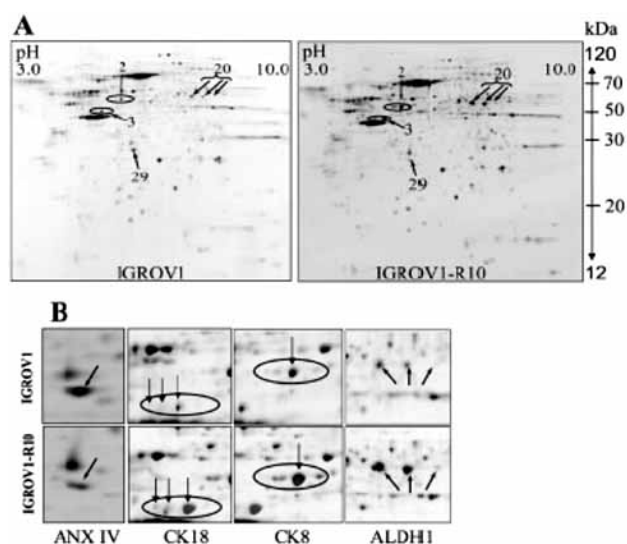 A
kDa
pH
3.0
2
20
10.0
3
29
IGROV1
pH
3.0
2
20
10.0
3
29
IGROV1-R10
120
70
50
30
20
12
B
IGROV1
IGROV1-R10
ANX IV
CK18
CK8
ALDH1